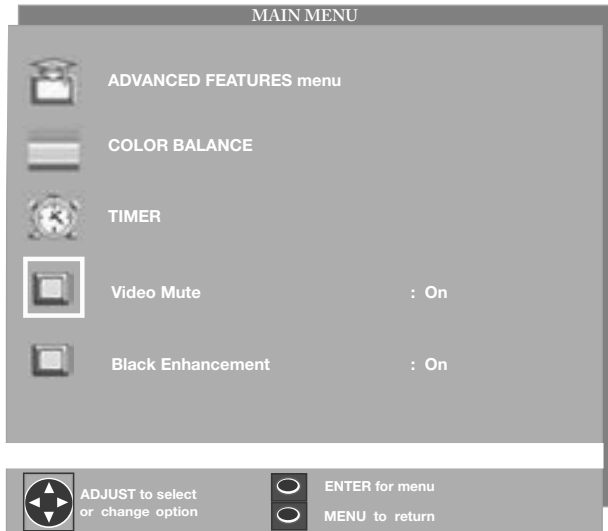 MAIN MENU
ADVANCED FEATURES menu
COLOR BALANCE
TIMER
Video Mute : On
Black Enhancement : On
ADJUST to select
or change option
ENTER for menu
MENU to return